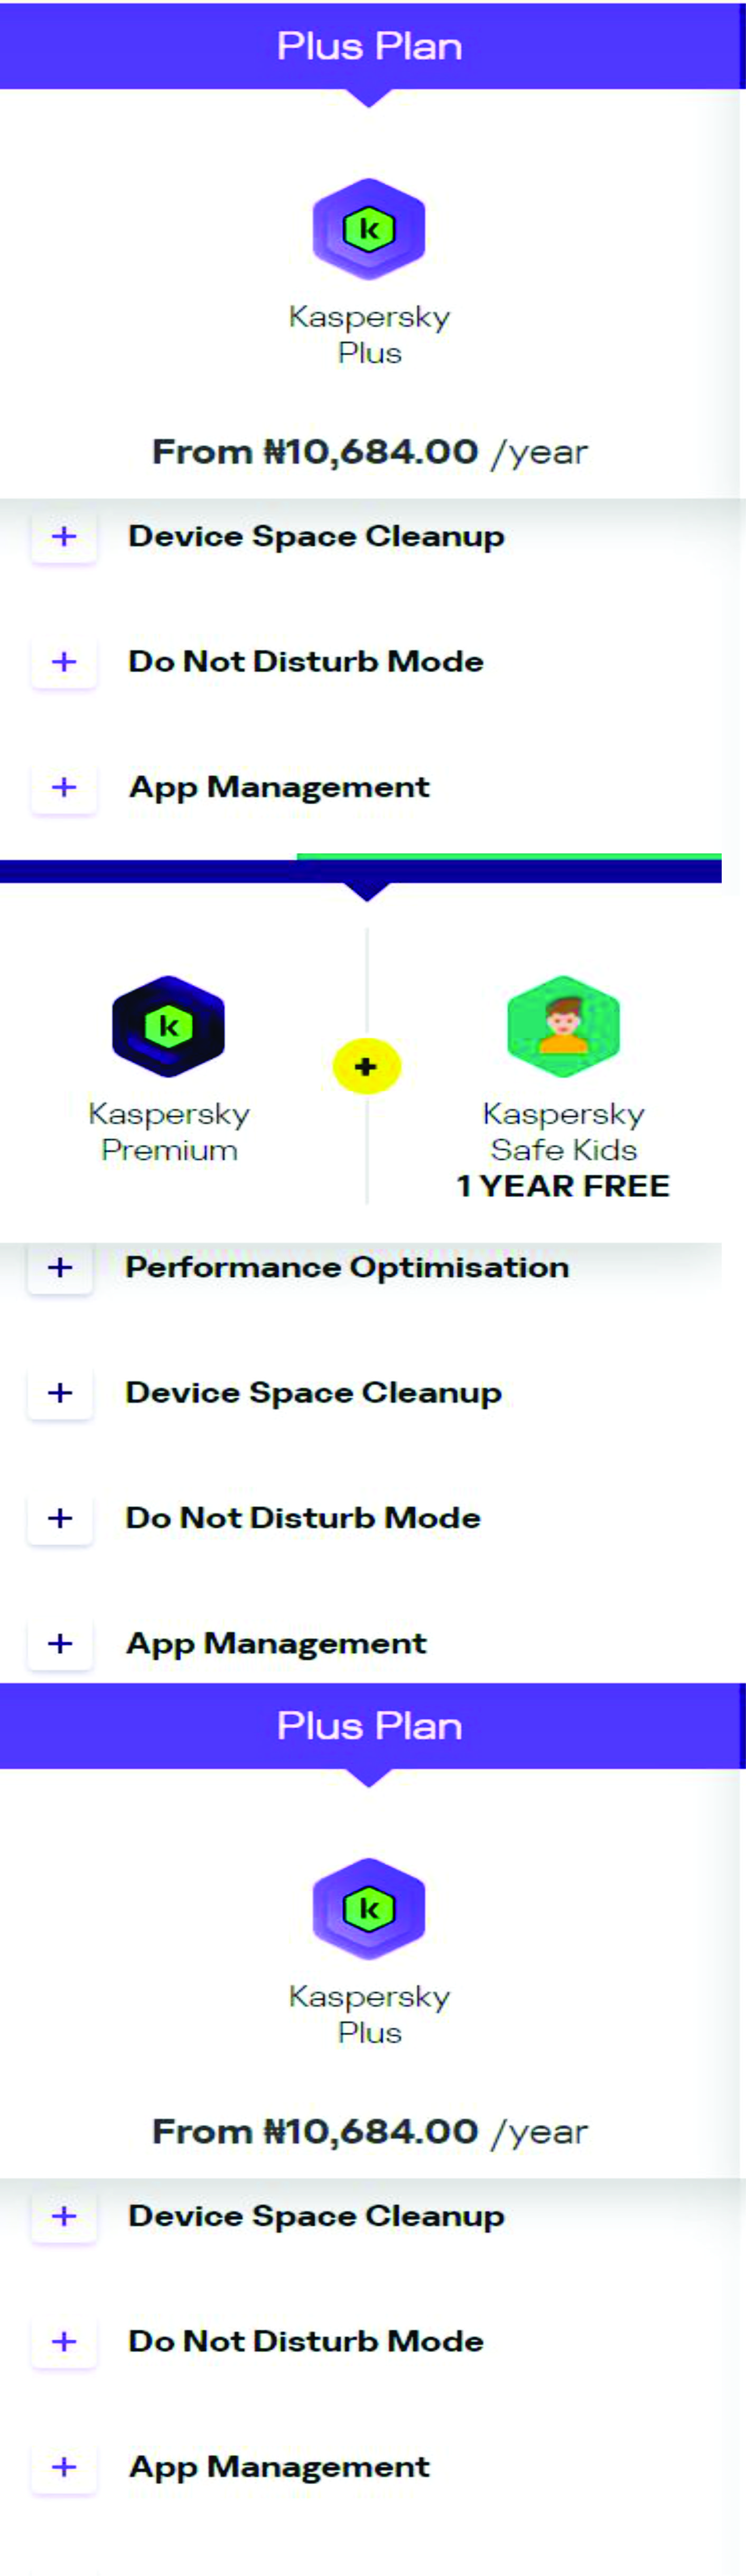 Plus Plan
k
Kaspersky
Plus
From ₦10,684.00 /year
+ Device Space Cleanup
+ Do Not Disturb Mode
+ App Management
k
Kaspersky
Premium
+
Kaspersky
Safe Kids
1 YEAR FREE
+ Performance Optimisation
+ Device Space Cleanup
+ Do Not Disturb Mode
+ App Management
Plus Plan
k
Kaspersky
Plus
From ₦10,684.00 /year
+ Device Space Cleanup
+ Do Not Disturb Mode
+ App Management